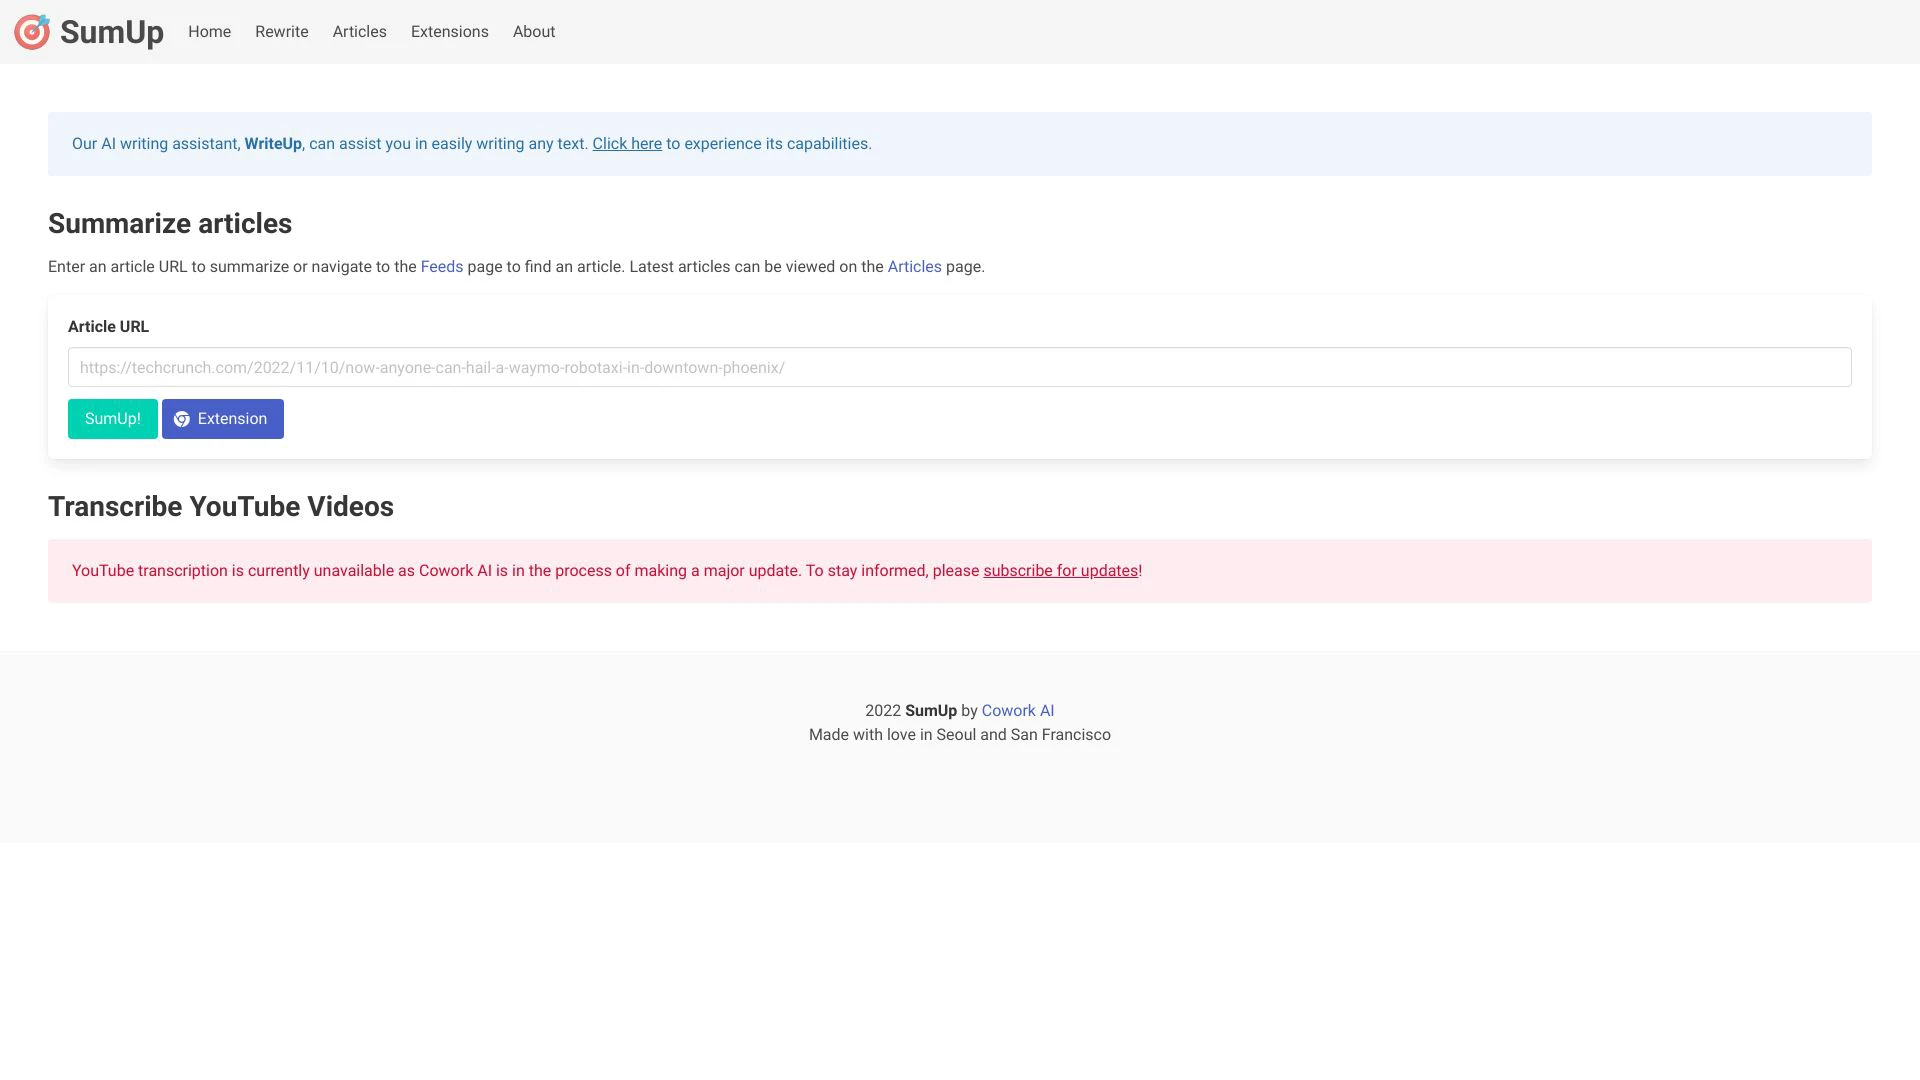 SumUp
Home
Rewrite
Articles
Extensions
About
Our AI writing assistant, WriteUp, can assist you in easily writing any text. Click here to experience its capabilities.
Summarize articles
Enter an article URL to summarize or navigate to the Feeds page to find an article. Latest articles can be viewed on the Articles page.
Article URL
https://techcrunch.com/2022/11/10/now-anyone-can-hail-a-waymo-robotaxi-in-downtown-phoenix/
SumUp!
Extension
Transcribe YouTube Videos
YouTube transcription is currently unavailable as Cowork AI is in the process of making a major update. To stay informed, please subscribe for updates!
2022 SumUp by Cowork AI
Made with love in Seoul and San Francisco